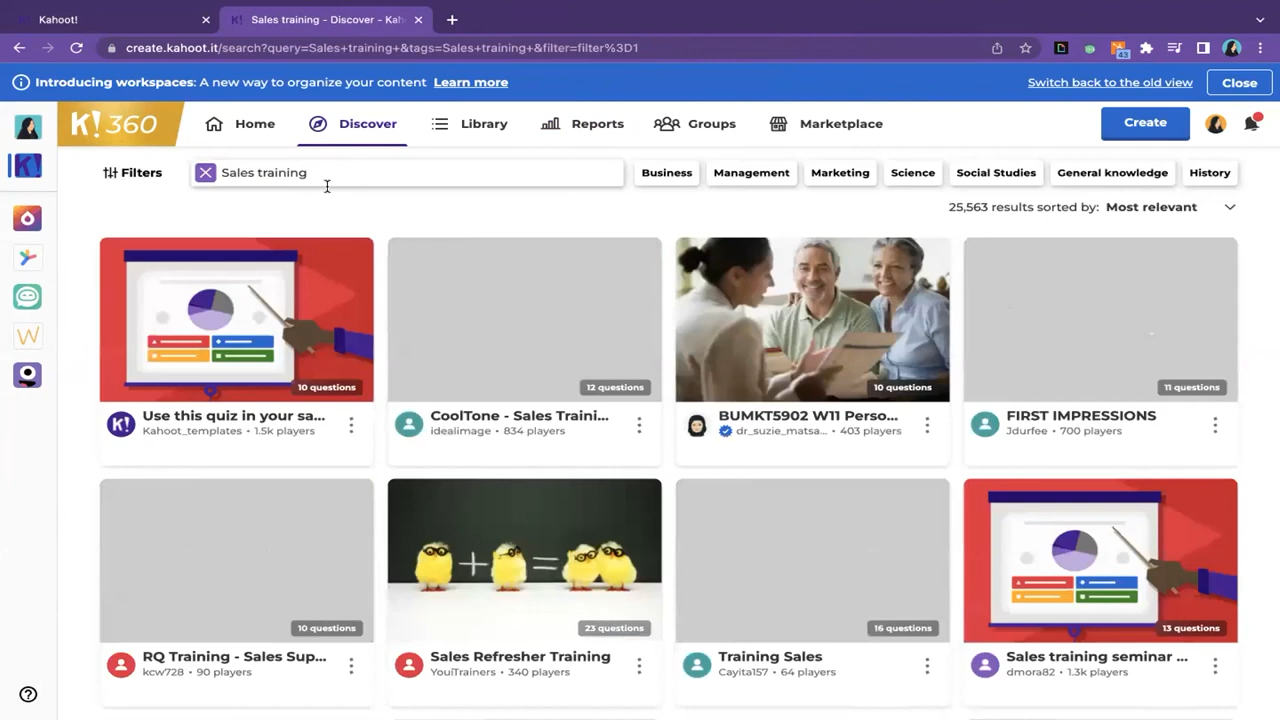 Kahoot!
Sales training - Discover - Kah
create.kahoot.it/search?query=Sales+training+&tags=Sales+training+&filter=filter%3D1
43
Introducing workspaces: A new way to organize your content Learn more
Switch back to the old view
Close
K! 360
Home
Discover
Library
Reports
Groups
Marketplace
Create
K!
Filters
Sales training
Business
Management
Marketing
Science
Social Studies
General knowledge
History
25,563 results sorted by: Most relevant
10 questions
12 questions
10 questions
11 questions
K!
Use this quiz in your sa...
Kahoot_templates • 1.5k players
CoolTone - Sales Traini...
idealimage • 834 players
BUMKT5902 W11 Perso...
dr_suzie_matsa... • 403 players
FIRST IMPRESSIONS
Jdurfee • 700 players
10 questions
23 questions
16 questions
13 questions
RQ Training - Sales Sup...
kcw728 • 90 players
Sales Refresher Training
YouiTrainers • 340 players
Training Sales
Cayita157 • 64 players
Sales training seminar ...
dmora82 • 1.3k players